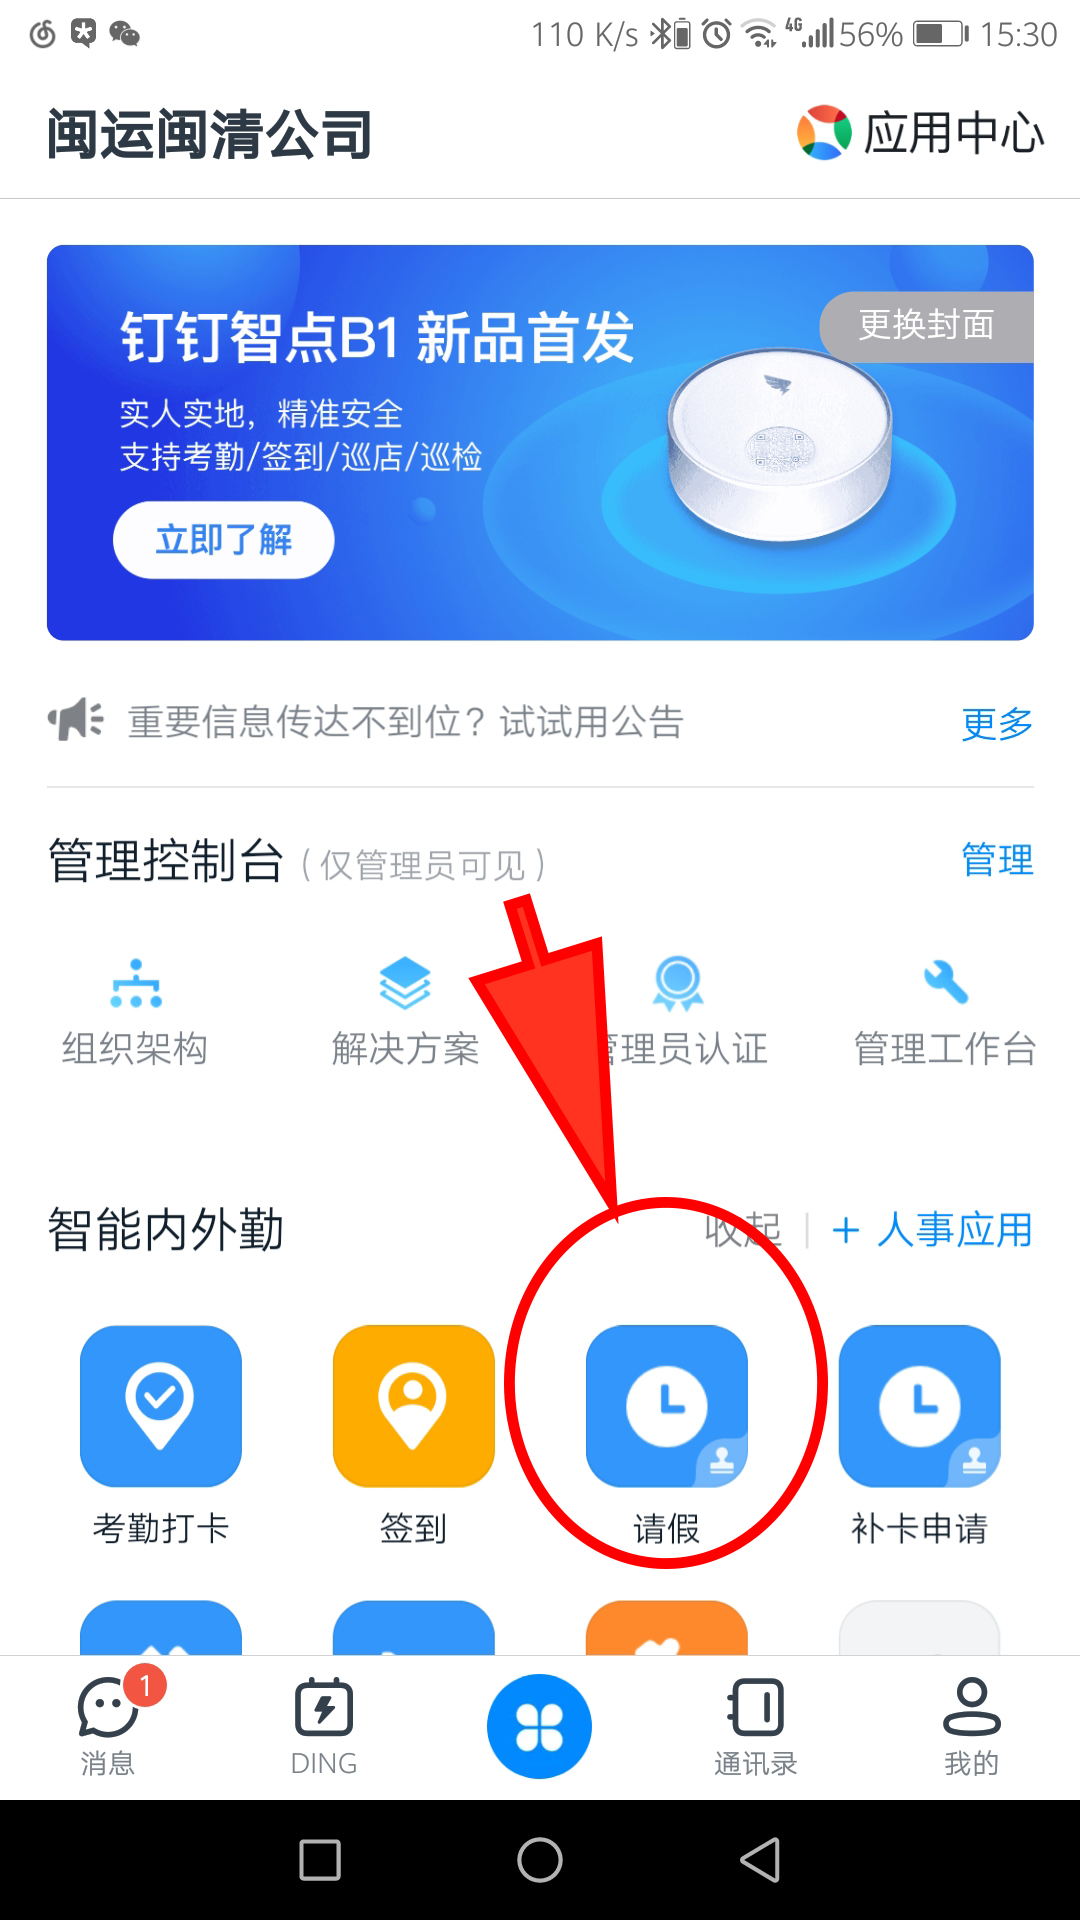 110 K/s 4G 56% 15:30
闽运闽清公司
应用中心
更换封面
钉钉智点B1 新品首发
实人实地，精准安全
支持考勤/签到/巡店/巡检
立即了解
重要信息传达不到位？试试用公告
更多
管理控制台（仅管理员可见）
管理
组织架构 解决方案 管理员认证 管理工作台
智能内外勤
收起 | + 人事应用
考勤打卡 签到 请假 补卡申请
1
消息 DING 通讯录 我的